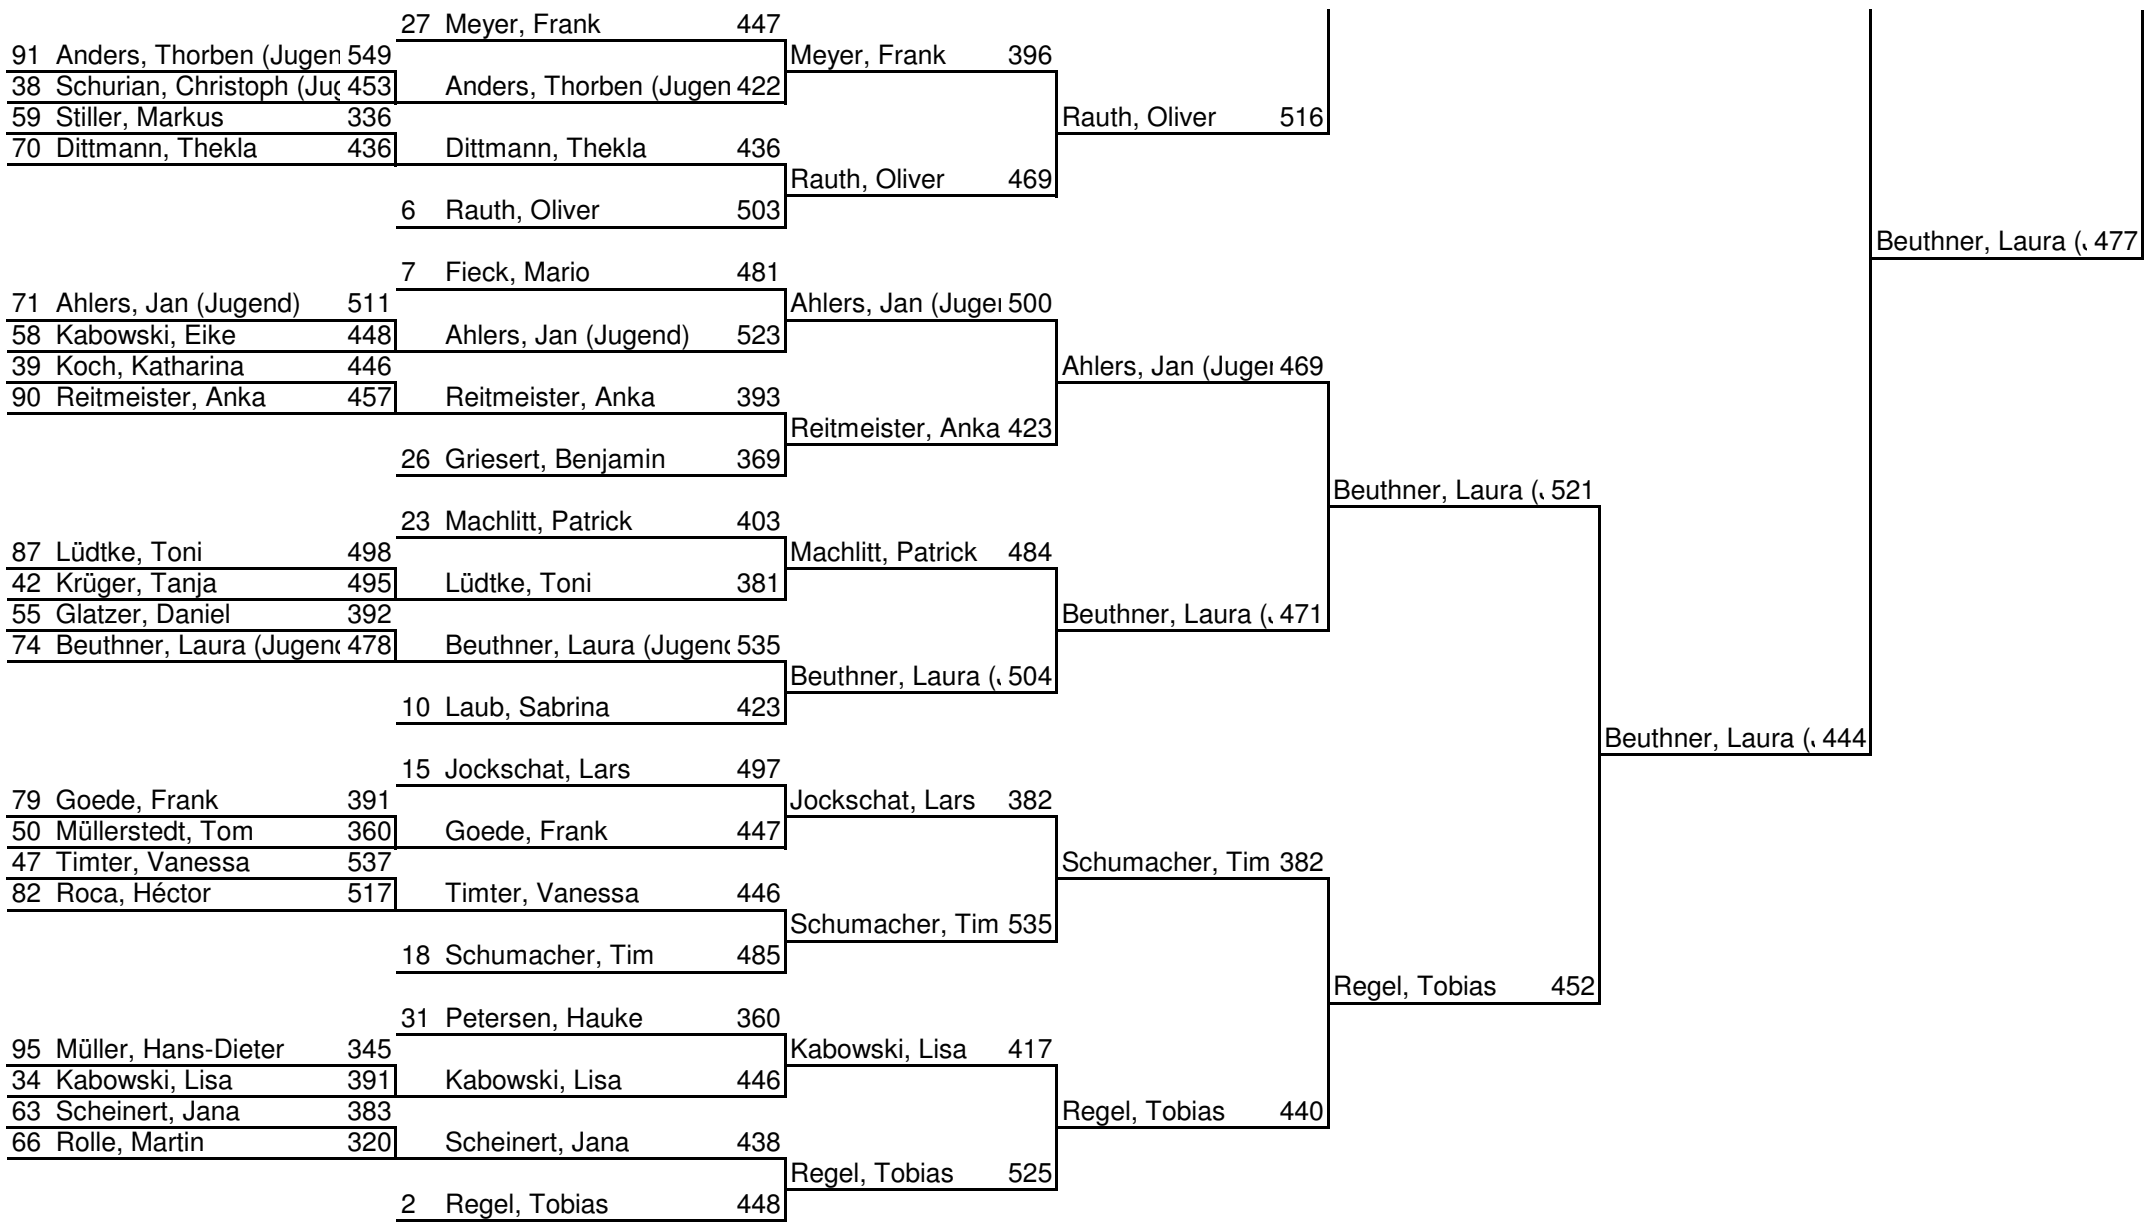 27 Meyer, Frank 447
91 Anders, Thorben (Jugen 549 Meyer, Frank 396
38 Schurian, Christoph (Jug 453 Anders, Thorben (Jugen 422
59 Stiller, Markus 336 Rauth, Oliver 516
70 Dittmann, Thekla 436 Dittmann, Thekla 436
Rauth, Oliver 469
6 Rauth, Oliver 503
Beuthner, Laura ( 477
7 Fieck, Mario 481
71 Ahlers, Jan (Jugend) 511 Ahlers, Jan (Juger 500
58 Kabowski, Eike 448 Ahlers, Jan (Jugend) 523
39 Koch, Katharina 446 Ahlers, Jan (Juger 469
90 Reitmeister, Anka 457 Reitmeister, Anka 393
Reitmeister, Anka 423
26 Griesert, Benjamin 369
Beuthner, Laura ( 521
23 Machlitt, Patrick 403
87 Lüdtke, Toni 498 Machlitt, Patrick 484
42 Krüger, Tanja 495 Lüdtke, Toni 381
55 Glatzer, Daniel 392 Beuthner, Laura ( 471
74 Beuthner, Laura (Jugend 478 Beuthner, Laura (Jugend 535
Beuthner, Laura ( 504
10 Laub, Sabrina 423
Beuthner, Laura ( 444
15 Jockschat, Lars 497
79 Goede, Frank 391 Jockschat, Lars 382
50 Müllerstedt, Tom 360 Goede, Frank 447
47 Timter, Vanessa 537 Schumacher, Tim 382
82 Roca, Héctor 517 Timter, Vanessa 446
Schumacher, Tim 535
18 Schumacher, Tim 485
Regel, Tobias 452
31 Petersen, Hauke 360
95 Müller, Hans-Dieter 345 Kabowski, Lisa 417
34 Kabowski, Lisa 391 Kabowski, Lisa 446
63 Scheinert, Jana 383 Regel, Tobias 440
66 Rolle, Martin 320 Scheinert, Jana 438
Regel, Tobias 525
2 Regel, Tobias 448